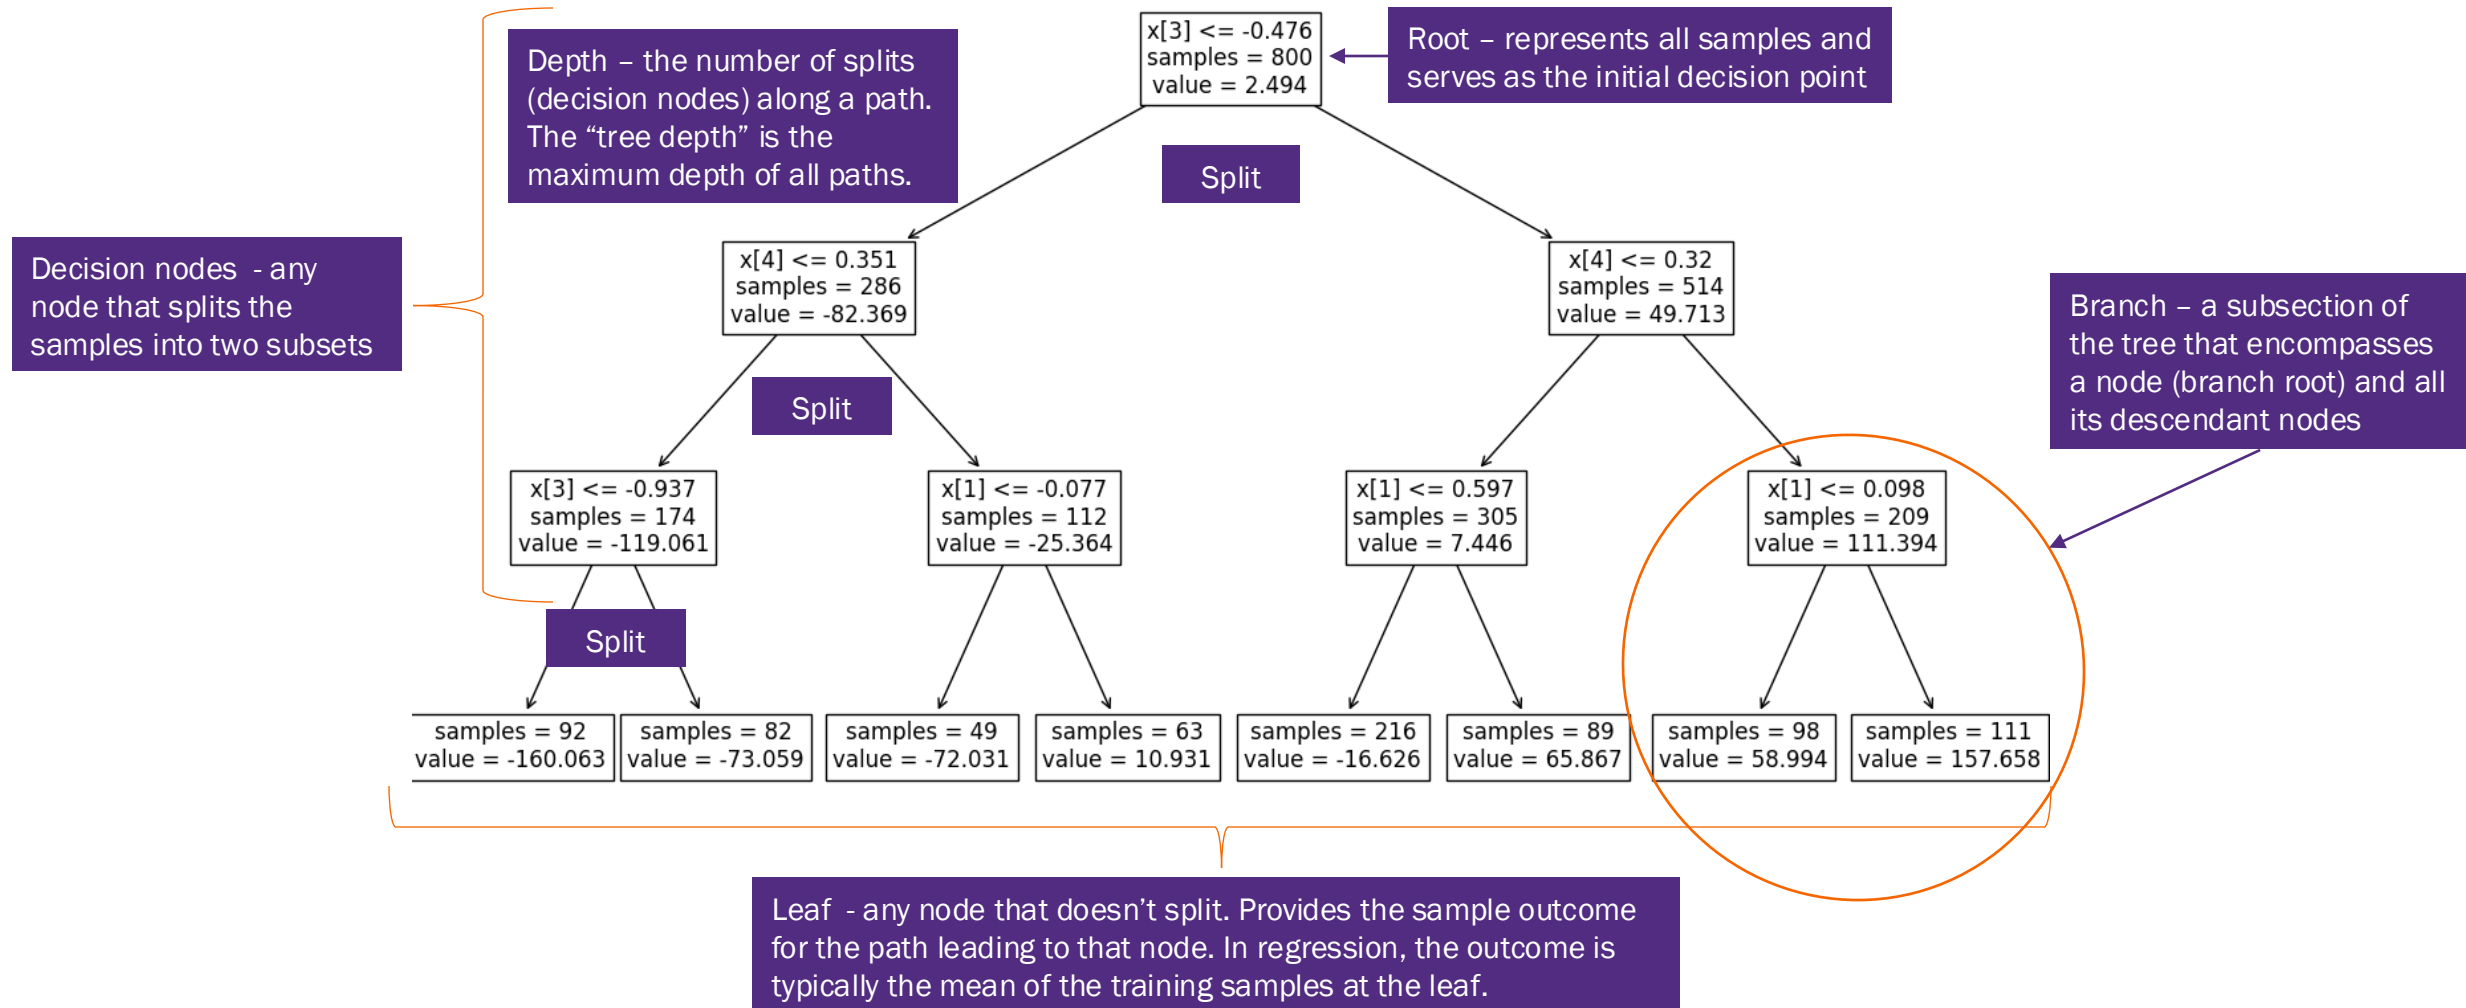 x[3] <= -0.476
samples = 800
value = 2.494
Root – represents all samples and
serves as the initial decision point
Depth – the number of splits
(decision nodes) along a path.
The “tree depth” is the
maximum depth of all paths.
Split
Decision nodes  - any
node that splits the
samples into two subsets
x[4] <= 0.351
samples = 286
value = -82.369
x[4] <= 0.32
samples = 514
value = 49.713
Branch – a subsection of
the tree that encompasses
a node (branch root) and all
its descendant nodes
Split
x[3] <= -0.937
samples = 174
value = -119.061
x[1] <= -0.077
samples = 112
value = -25.364
x[1] <= 0.597
samples = 305
value = 7.446
x[1] <= 0.098
samples = 209
value = 111.394
Split
samples = 92
value = -160.063
samples = 82
value = -73.059
samples = 49
value = -72.031
samples = 63
value = 10.931
samples = 216
value = -16.626
samples = 89
value = 65.867
samples = 98
value = 58.994
samples = 111
value = 157.658
Leaf  - any node that doesn’t split. Provides the sample outcome
for the path leading to that node. In regression, the outcome is
typically the mean of the training samples at the leaf.